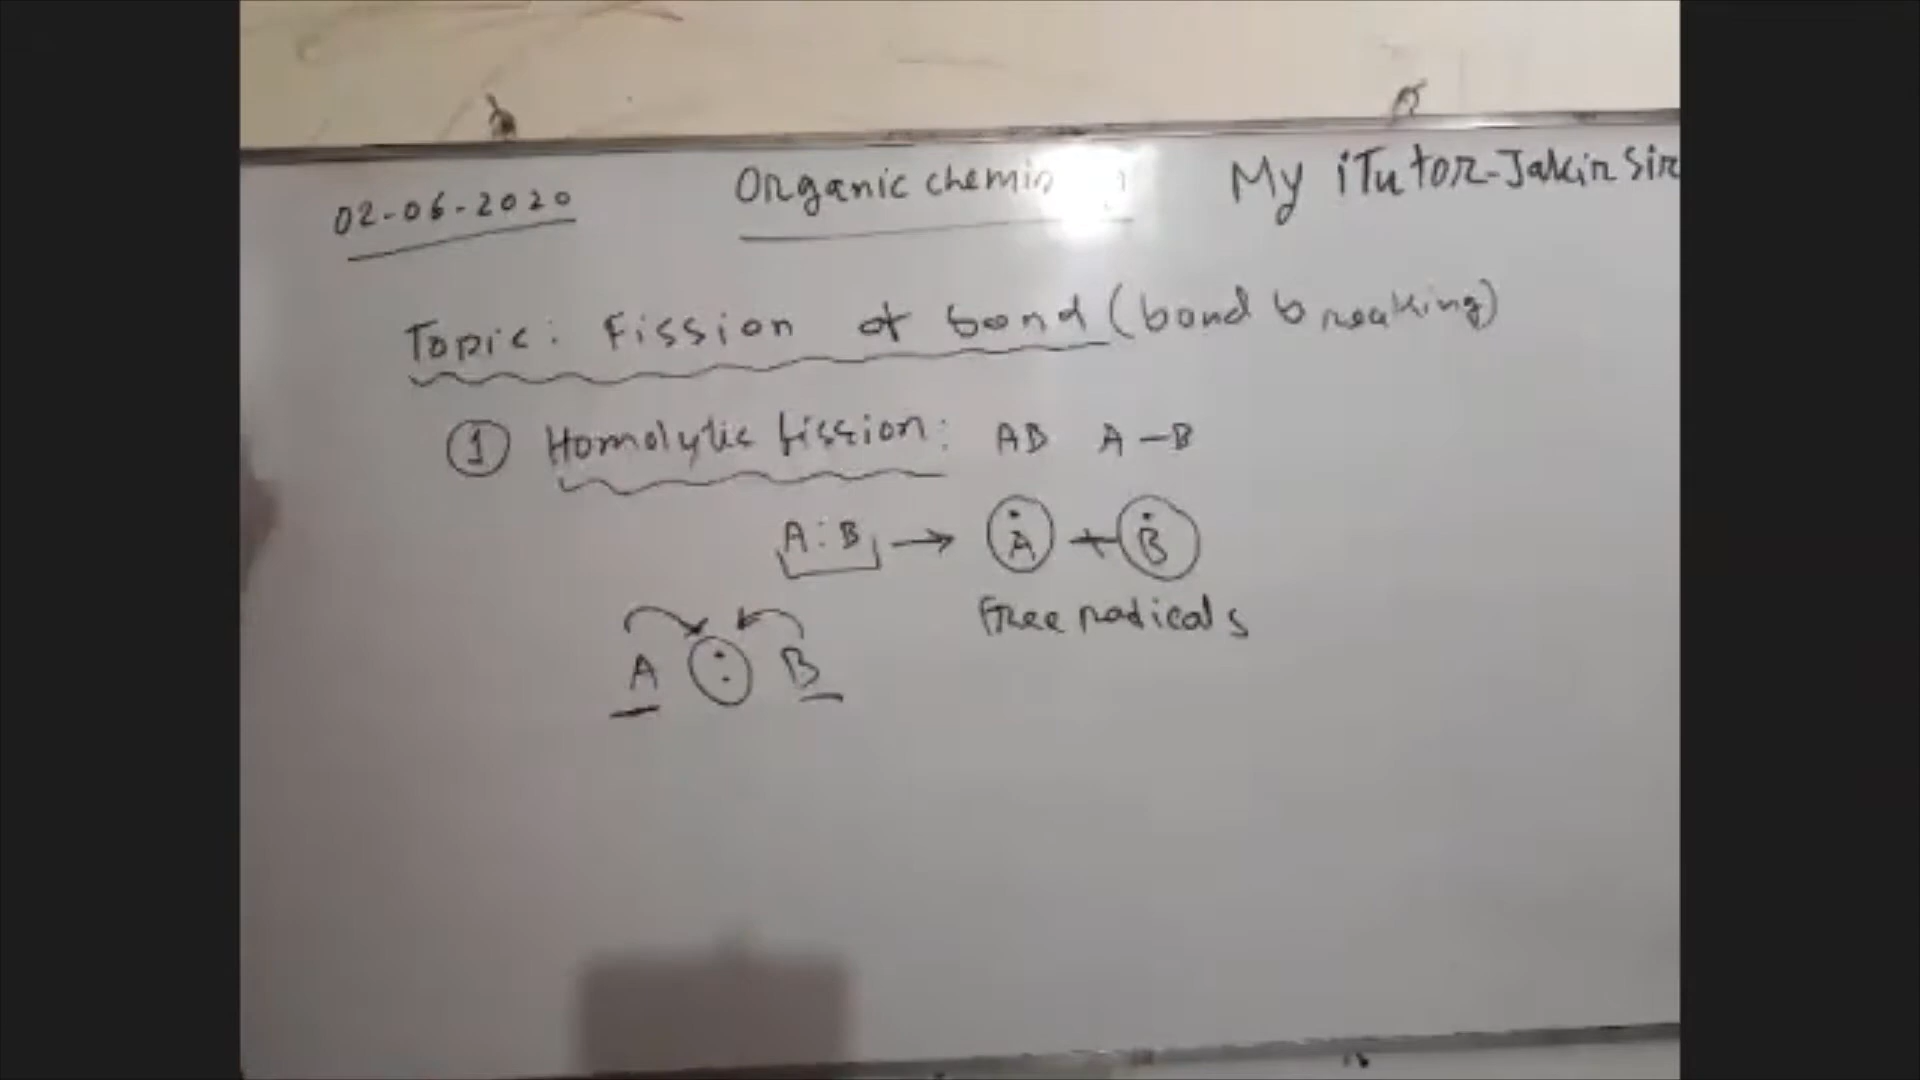 02-06-2020
Organic chemis
My iTutor-Jakir Sir
Topic: Fission of bond (bond breaking)
① Homolytic fission: AB A-B
A:B → Ȧ + Ḃ
Free radicals
A : B